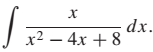 ∫ x / (x² − 4x + 8) dx.